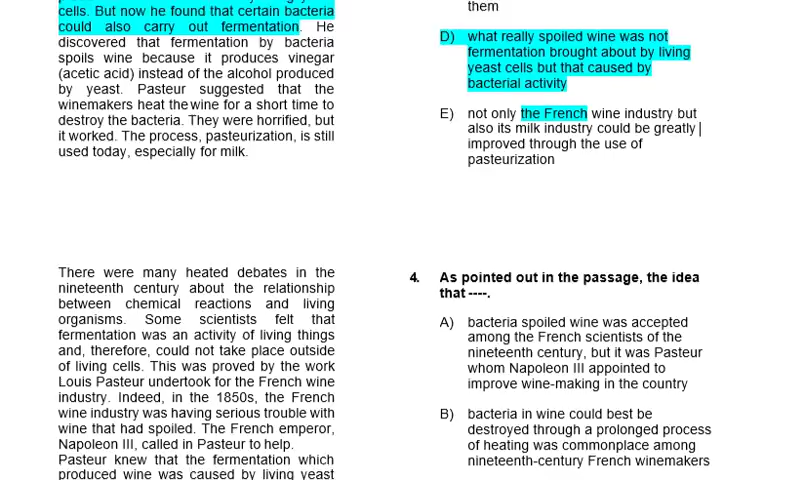 cells. But now he found that certain bacteria
could also carry out fermentation. He
discovered that fermentation by bacteria
spoils wine because it produces vinegar
(acetic acid) instead of the alcohol produced
by yeast. Pasteur suggested that the
winemakers heat the wine for a short time to
destroy the bacteria. They were horrified, but
it worked. The process, pasteurization, is still
used today, especially for milk.
There were many heated debates in the
nineteenth century about the relationship
between chemical reactions and living
organisms. Some scientists felt that
fermentation was an activity of living things
and, therefore, could not take place outside
of living cells. This was proved by the work
Louis Pasteur undertook for the French wine
industry. Indeed, in the 1850s, the French
wine industry was having serious trouble with
wine that had spoiled. The French emperor,
Napoleon III, called in Pasteur to help.
Pasteur knew that the fermentation which
produced wine was caused by living yeast
them
D) what really spoiled wine was not
fermentation brought about by living
yeast cells but that caused by
bacterial activity
E) not only the French wine industry but
also its milk industry could be greatly
improved through the use of
pasteurization
4. As pointed out in the passage, the idea
that ----.
A) bacteria spoiled wine was accepted
among the French scientists of the
nineteenth century, but it was Pasteur
whom Napoleon III appointed to
improve wine-making in the country
B) bacteria in wine could best be
destroyed through a prolonged process
of heating was commonplace among
nineteenth-century French winemakers